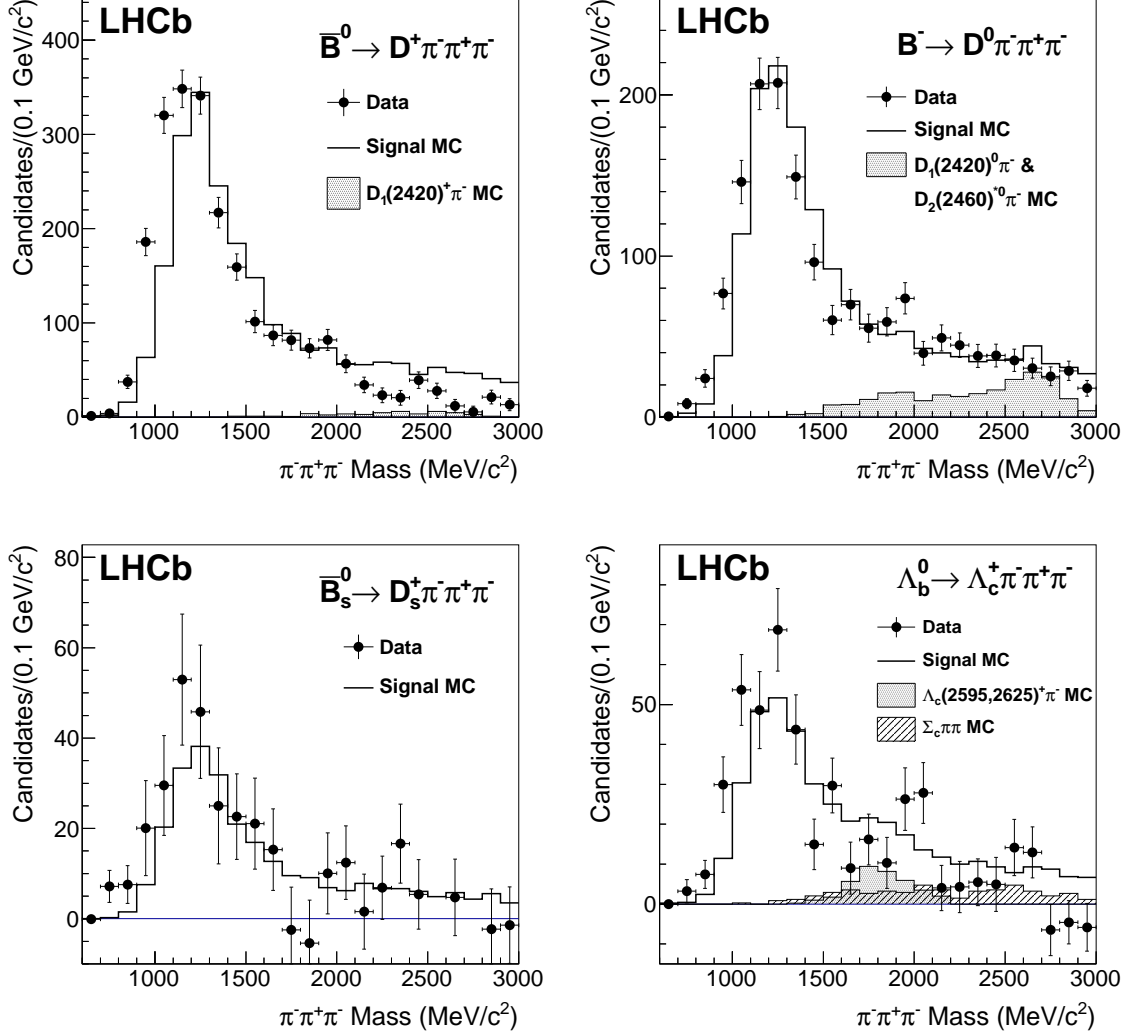 LHCb
B̅⁰ → D⁺π⁻π⁺π⁻
Data
Signal MC
D₁(2420)⁺π⁻ MC
Candidates/(0.1 GeV/c²)
400
300
200
100
0
1000 1500 2000 2500 3000
π⁻π⁺π⁻ Mass (MeV/c²)
LHCb
B⁻ → D⁰π⁻π⁺π⁻
Data
Signal MC
D₁(2420)⁰π⁻ &
D₂(2460)*⁰π⁻ MC
Candidates/(0.1 GeV/c²)
200
100
0
1000 1500 2000 2500 3000
π⁻π⁺π⁻ Mass (MeV/c²)
LHCb
B̅ₛ⁰ → Dₛ⁺π⁻π⁺π⁻
Data
Signal MC
Candidates/(0.1 GeV/c²)
80
60
40
20
0
1000 1500 2000 2500 3000
π⁻π⁺π⁻ Mass (MeV/c²)
LHCb
Λ_b⁰ → Λ_c⁺π⁻π⁺π⁻
Data
Signal MC
Λ_c(2595,2625)⁺π⁻ MC
Σ_cππ MC
Candidates/(0.1 GeV/c²)
50
0
1000 1500 2000 2500 3000
π⁻π⁺π⁻ Mass (MeV/c²)